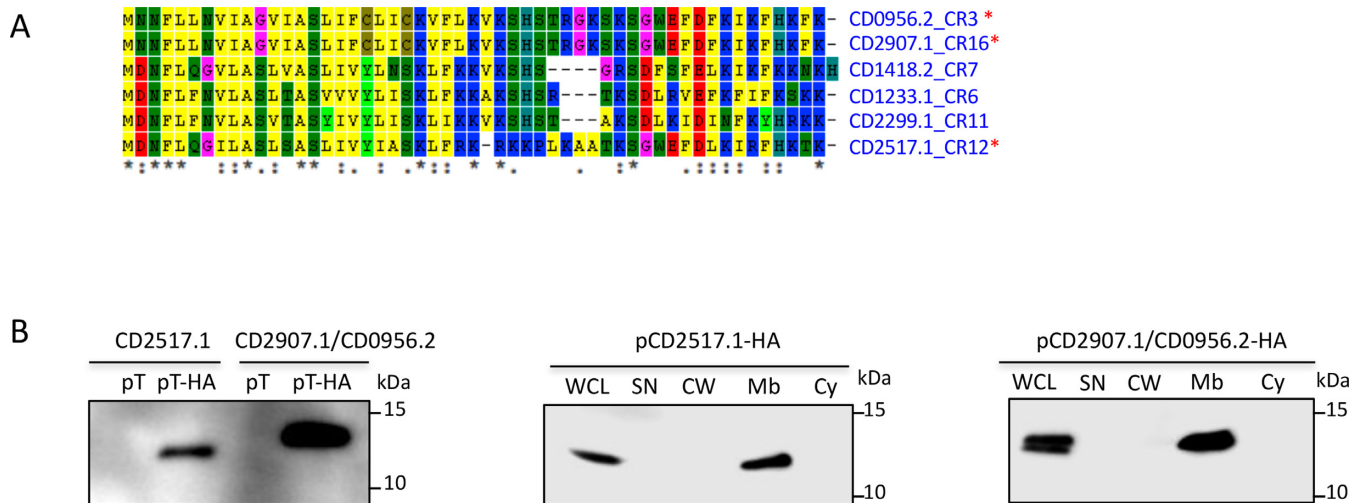 A
MNNFLLNVIAGVIASLIFCLICKVFLKVKSHSTRGKSKSGWEFDFKIKFHKFK- CD0956.2_CR3 *
MNNFLLNVIAGVIASLIFCLICKVFLKVKSHSTRGKSKSGWEFDFKIKFHKFK- CD2907.1_CR16*
MDNFLQGVLASLVASLIVYLNSKLFKKVKSHS----GRSDFSFELKIKFKKNKH CD1418.2_CR7
MDNFLFNVLASLTASVVVYLISKLFKKAKSHSR---TKSDLRVEFKFIFKSKK- CD1233.1_CR6
MDNFLFNVLASVTASYIVYLISKLIKKVKSHST---AKSDLKIDINFKYHRKK- CD2299.1_CR11
MDNFLQGILASLSASLIVYIASKLFRK-RKKPLKAATKSGWEFDLKIRFHKTK- CD2517.1_CR12*
*:***  ::*.: **  :. : .*:: * *.    .  :*   .:::: ::  *
B
CD2517.1 CD2907.1/CD0956.2
pT pT-HA pT pT-HA kDa
15
10
pCD2517.1-HA
WCL SN CW Mb Cy kDa
15
10
pCD2907.1/CD0956.2-HA
WCL SN CW Mb Cy kDa
15
10